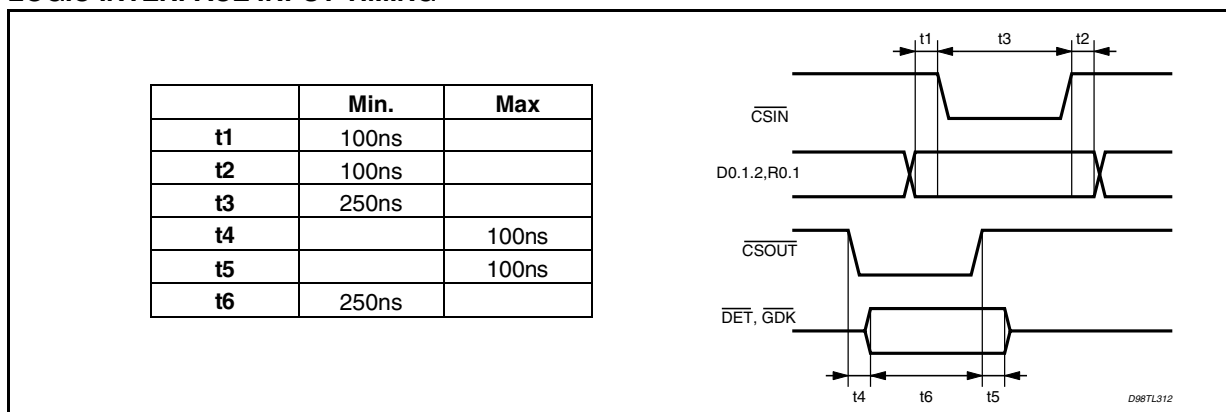 LOGIC INTERFACE INPUT TIMING
Min. Max
t1 100ns
t2 100ns
t3 250ns
t4 100ns
t5 100ns
t6 250ns
t1 t3 t2
CSIN
D0.1.2,R0.1
CSOUT
DET, GDK
t4 t6 t5
D98TL312